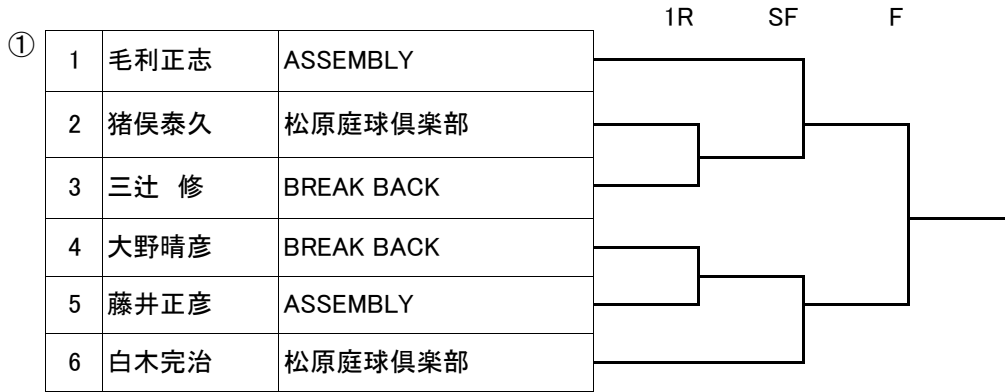 1R SF F
①
1 毛利正志 ASSEMBLY
2 猪俣泰久 松原庭球倶楽部
3 三辻　修 BREAK BACK
4 大野晴彦 BREAK BACK
5 藤井正彦 ASSEMBLY
6 白木完治 松原庭球倶楽部